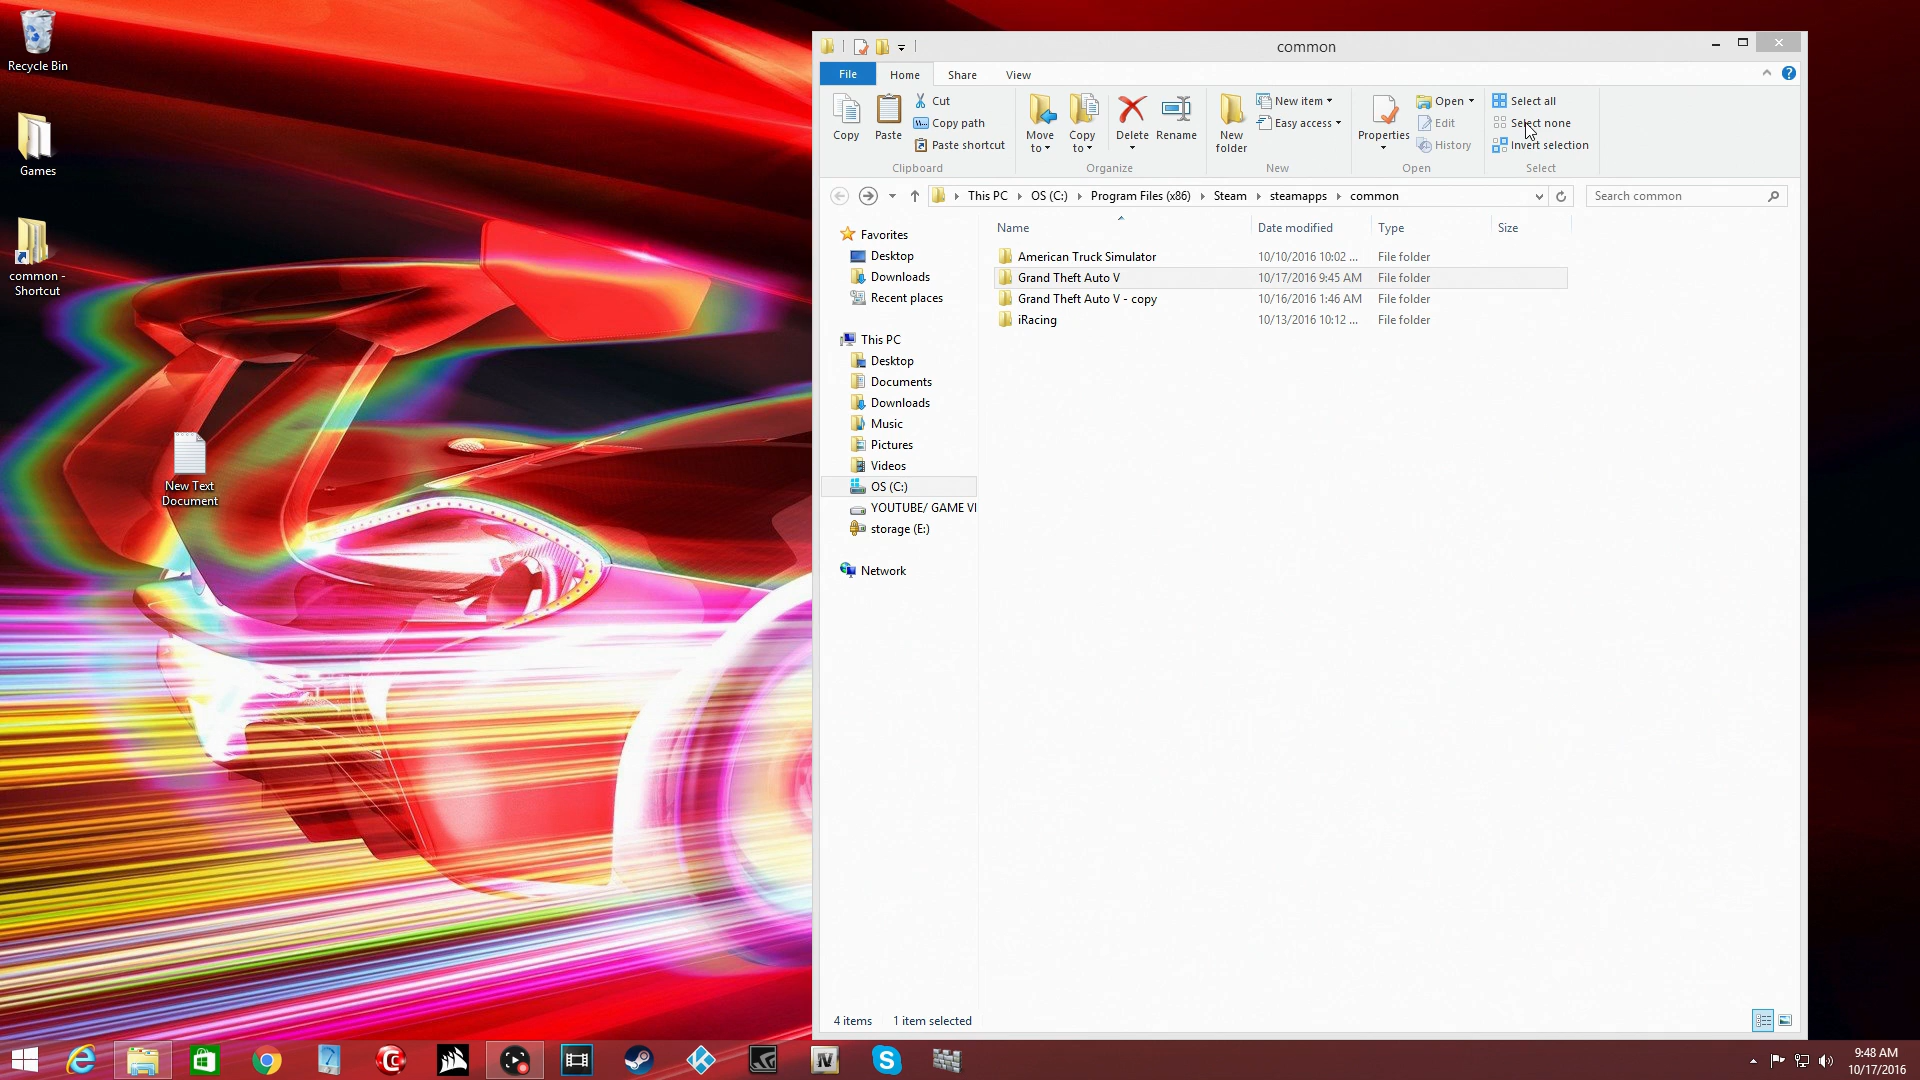 Recycle Bin
Games
common -
Shortcut
New Text
Document
common
File
Home
Share
View
Copy
Paste
Cut
Copy path
Paste shortcut
Clipboard
Move
to
Copy
to
Delete
Rename
Organize
New
folder
New item
Easy access
New
Properties
Open
Edit
History
Open
Select all
Select none
Invert selection
Select
This PC
OS (C:)
Program Files (x86)
Steam
steamapps
common
Search common
Favorites
Desktop
Downloads
Recent places
This PC
Desktop
Documents
Downloads
Music
Pictures
Videos
OS (C:)
YOUTUBE/ GAME VI
storage (E:)
Network
Name
Date modified
Type
Size
American Truck Simulator
10/10/2016 10:02 ...
File folder
Grand Theft Auto V
10/17/2016 9:45 AM
File folder
Grand Theft Auto V - copy
10/16/2016 1:46 AM
File folder
iRacing
10/13/2016 10:12 ...
File folder
4 items
1 item selected
IV
9:48 AM
10/17/2016